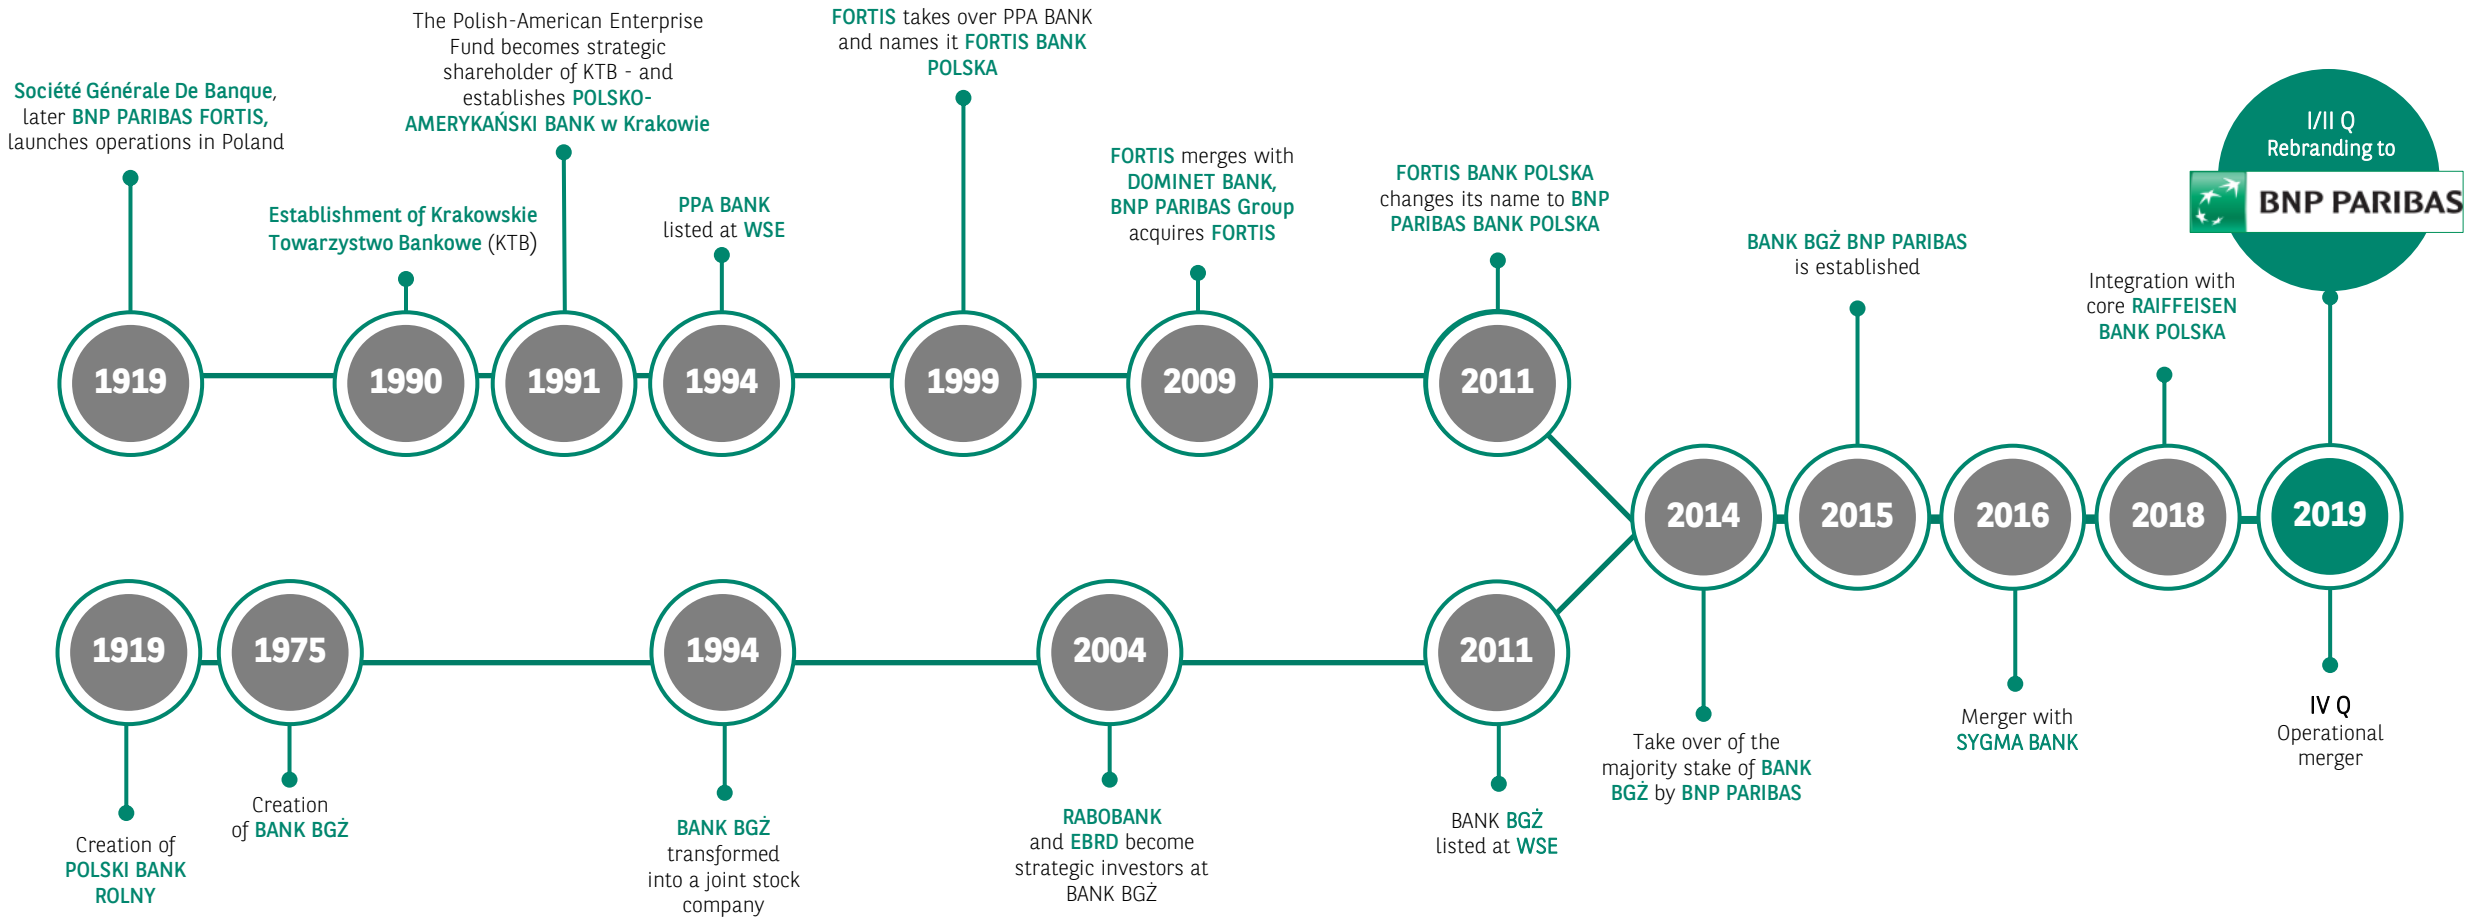 Société Générale De Banque,
later BNP PARIBAS FORTIS,
launches operations in Poland
1919
Establishment of Krakowskie
Towarzystwo Bankowe (KTB)
1990
The Polish-American Enterprise
Fund becomes strategic
shareholder of KTB - and
establishes POLSKO-
AMERYKAŃSKI BANK w Krakowie
1991
PPA BANK
listed at WSE
1994
FORTIS takes over PPA BANK
and names it FORTIS BANK
POLSKA
1999
FORTIS merges with
DOMINET BANK,
BNP PARIBAS Group
acquires FORTIS
2009
FORTIS BANK POLSKA
changes its name to BNP
PARIBAS BANK POLSKA
2011
1919
Creation of
POLSKI BANK
ROLNY
1975
Creation
of BANK BGŻ
1994
BANK BGŻ
transformed
into a joint stock
company
2004
RABOBANK
and EBRD become
strategic investors at
BANK BGŻ
2011
BANK BGŻ
listed at WSE
2014
Take over of the
majority stake of BANK
BGŻ by BNP PARIBAS
BANK BGŻ BNP PARIBAS
is established
2015
2016
Merger with
SYGMA BANK
Integration with
core RAIFFEISEN
BANK POLSKA
2018
I/II Q
Rebranding to
BNP PARIBAS
2019
IV Q
Operational
merger